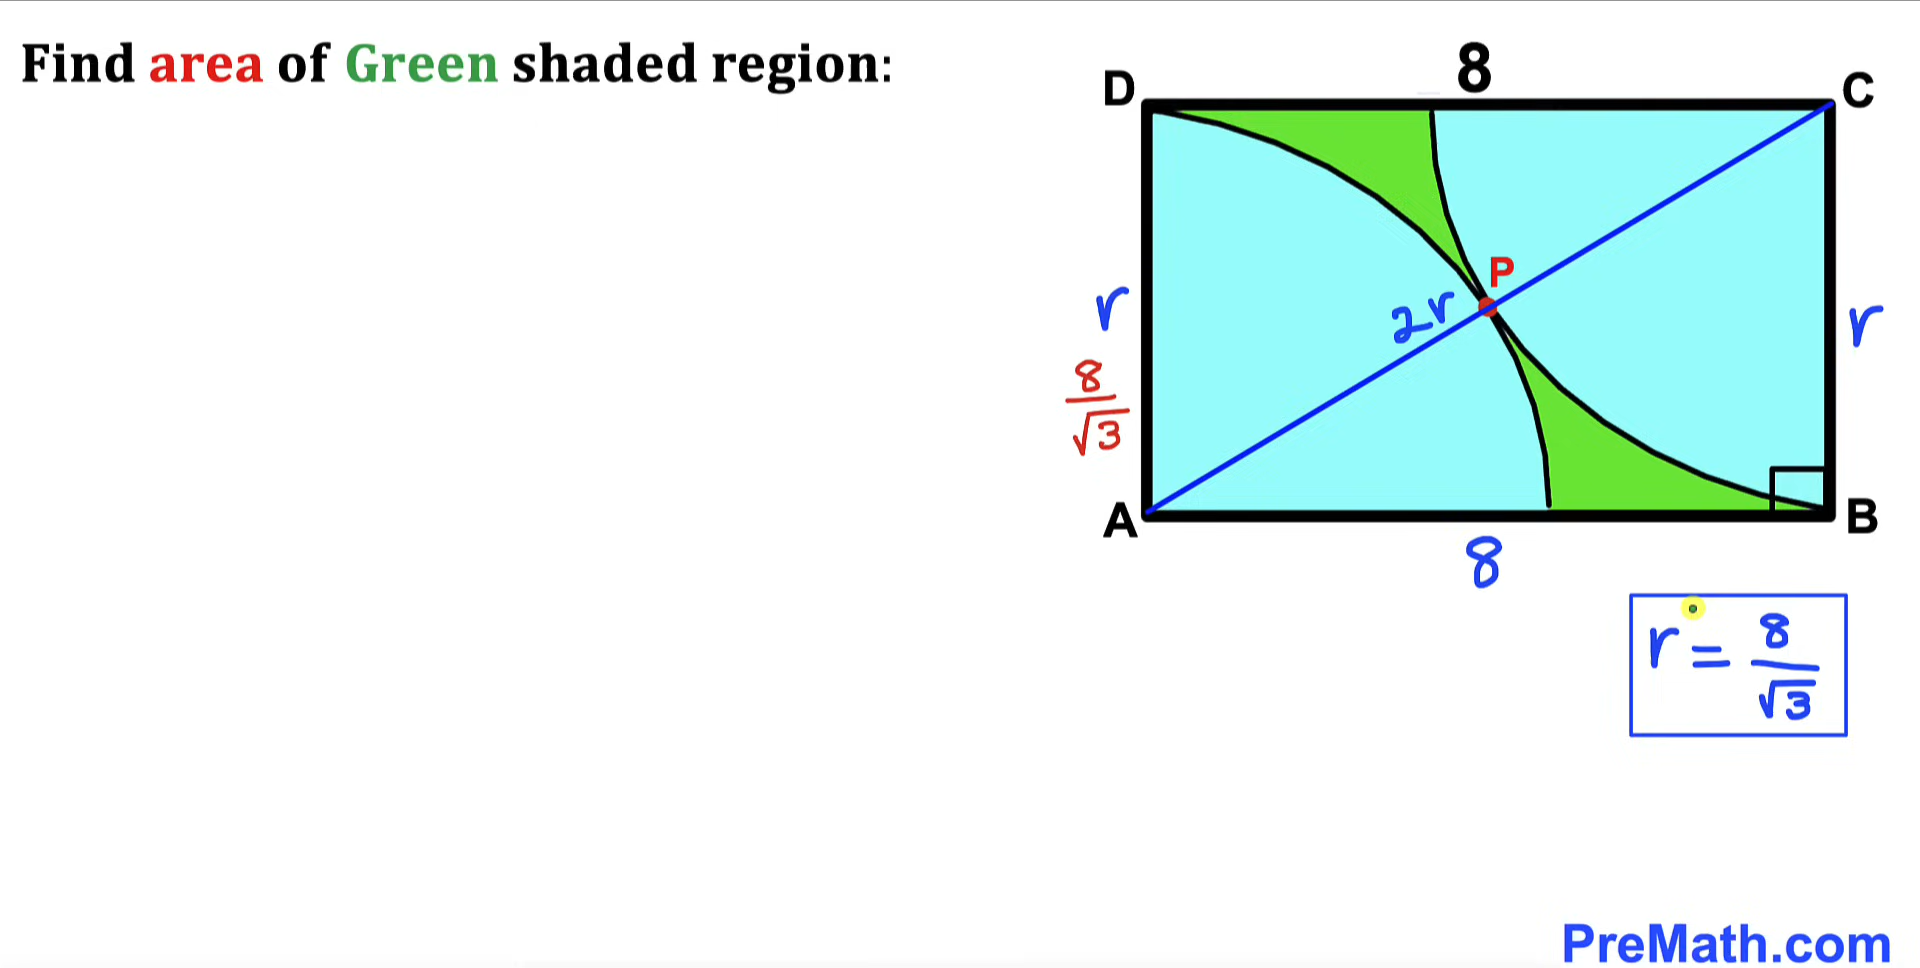 Find area of Green shaded region:
8
D
C
P
r
2r
r
8/√3
A
B
8
r = 8/√3
PreMath.com